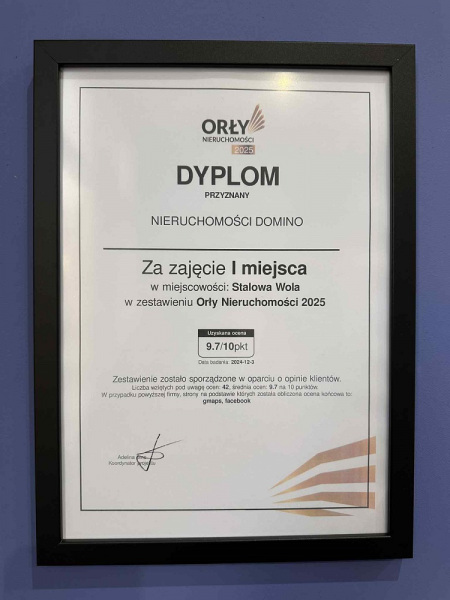 ORŁY
NIERUCHOMOŚCI
2025
DYPLOM
PRZYZNANY
NIERUCHOMOŚCI DOMINO
Za zajęcie I miejsca
w miejscowości: Stalowa Wola
w zestawieniu Orły Nieruchomości 2025
Uzyskana ocena
9.7/10pkt
Data badania: 2024-12-3
Zestawienie zostało sporządzone w oparciu o opinie klientów.
Liczba wziętych pod uwagę ocen: 42, średnia ocen: 9.7 na 10 punktów.
W przypadku powyższej firmy, strony na podstawie których została obliczona ocena końcowa to:
gmaps, facebook
Adelina
Koordynator projektu